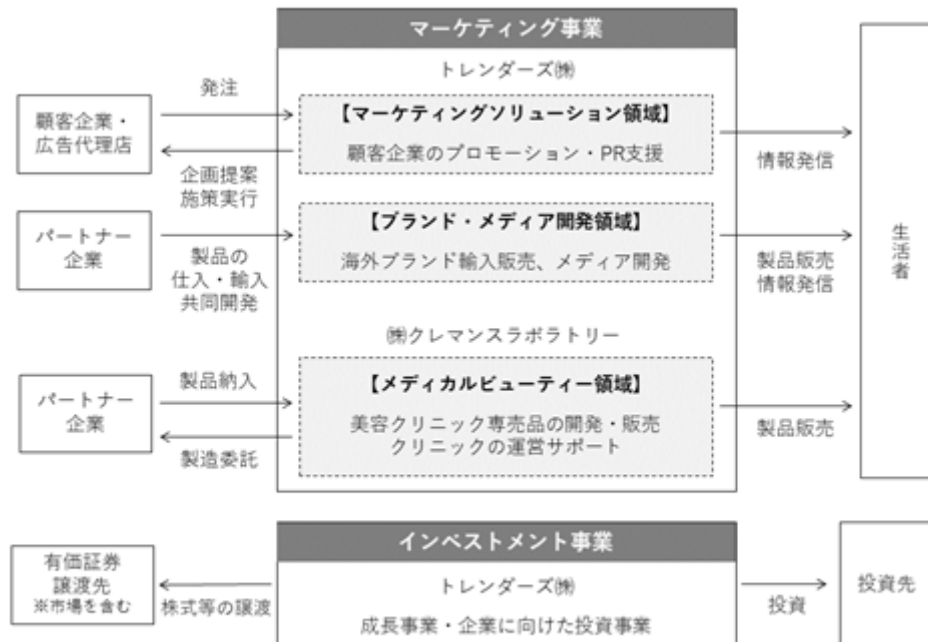 マーケティング事業
トレンダーズ㈱
発注
顧客企業・
広告代理店
【マーケティングソリューション領域】
顧客企業のプロモーション・PR支援
企画提案
施策実行
情報発信
パートナー
企業
製品の
仕入・輸入
共同開発
【ブランド・メディア開発領域】
海外ブランド輸入販売、メディア開発
製品販売
情報発信
生活者
㈱クレマンスラボラトリー
パートナー
企業
製品納入
製造委託
【メディカルビューティー領域】
美容クリニック専売品の開発・販売
クリニックの運営サポート
製品販売
インベストメント事業
有価証券
譲渡先
※市場を含む
株式等の譲渡
トレンダーズ㈱
成長事業・企業に向けた投資事業
投資
投資先